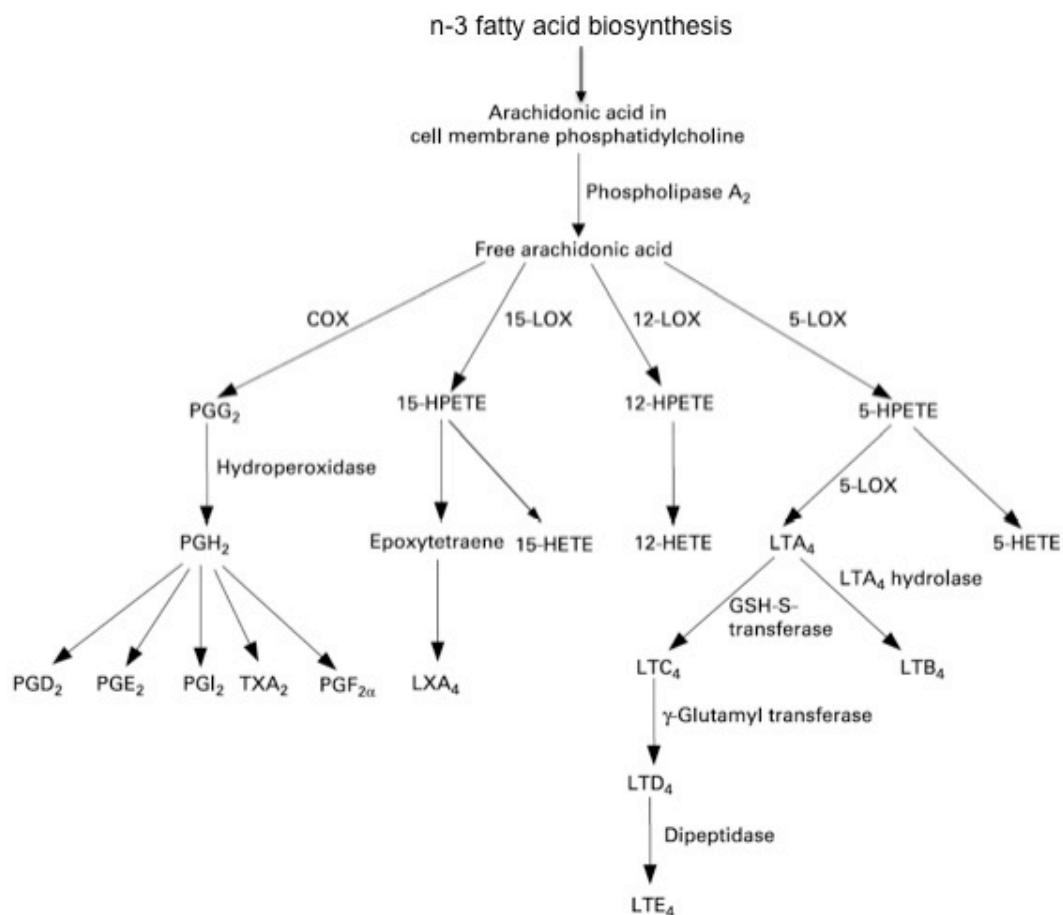 n-3 fatty acid biosynthesis
Arachidonic acid in
cell membrane phosphatidylcholine
Phospholipase A₂
Free arachidonic acid
COX
15-LOX
12-LOX
5-LOX
PGG₂
15-HPETE
12-HPETE
5-HPETE
Hydroperoxidase
5-LOX
PGH₂
Epoxytetraene
15-HETE
12-HETE
LTA₄
5-HETE
LTA₄ hydrolase
GSH-S-
transferase
PGD₂
PGE₂
PGI₂
TXA₂
PGF₂α
LXA₄
LTC₄
LTB₄
γ-Glutamyl transferase
LTD₄
Dipeptidase
LTE₄